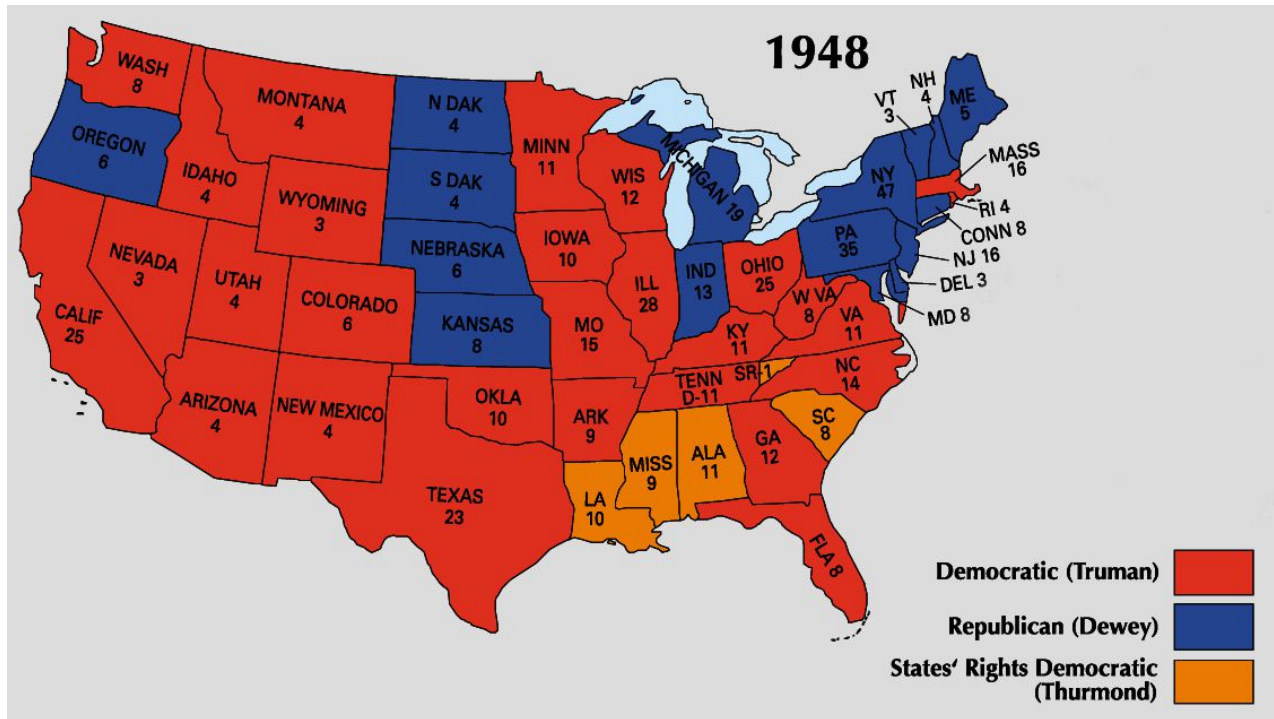 1948
WASH
8
MONTANA
4
N DAK
4
MINN
11
OREGON
6
IDAHO
4
WYOMING
3
S DAK
4
WIS
12
MICHIGAN 19
VT
3
NH
4
ME
5
NY
47
MASS
16
RI 4
CONN 8
NJ 16
DEL 3
MD 8
PA
35
NEVADA
3
UTAH
4
COLORADO
6
NEBRASKA
6
IOWA
10
ILL
28
IND
13
OHIO
25
W VA
8
VA
11
CALIF
25
KANSAS
8
MO
15
KY
11
ARIZONA
4
NEW MEXICO
4
OKLA
10
ARK
9
TENN
D-11
SR-1
NC
14
SC
8
TEXAS
23
LA
10
MISS
9
ALA
11
GA
12
FLA 8
Democratic (Truman)
Republican (Dewey)
States‘ Rights Democratic
(Thurmond)